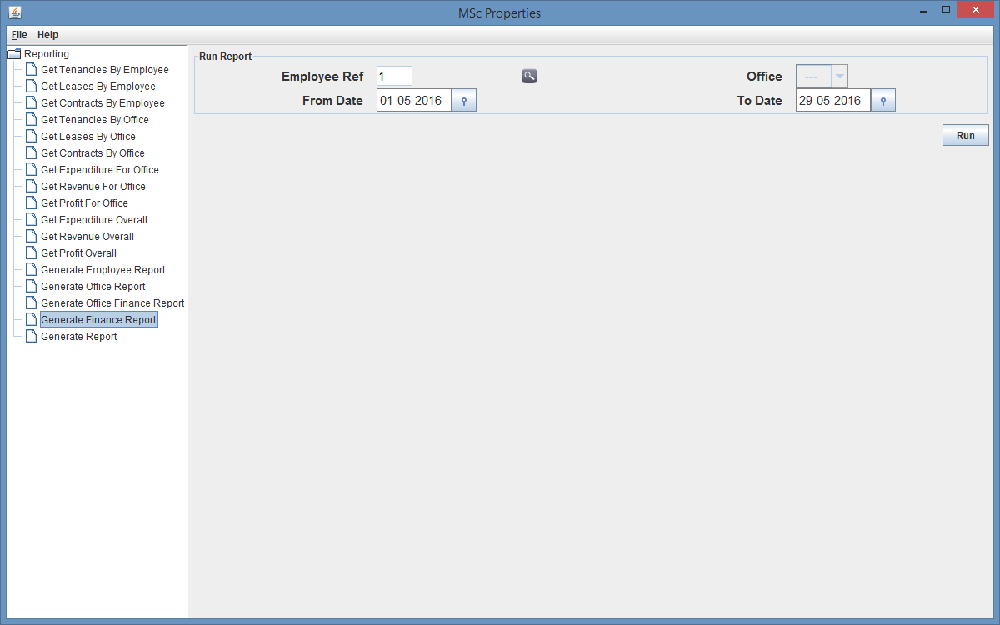 MSc Properties
File Help
Reporting
Get Tenancies By Employee
Get Leases By Employee
Get Contracts By Employee
Get Tenancies By Office
Get Leases By Office
Get Contracts By Office
Get Expenditure For Office
Get Revenue For Office
Get Profit For Office
Get Expenditure Overall
Get Revenue Overall
Get Profit Overall
Generate Employee Report
Generate Office Report
Generate Office Finance Report
Generate Finance Report
Generate Report
Run Report
Employee Ref 1 Office ---
From Date 01-05-2016 To Date 29-05-2016
Run